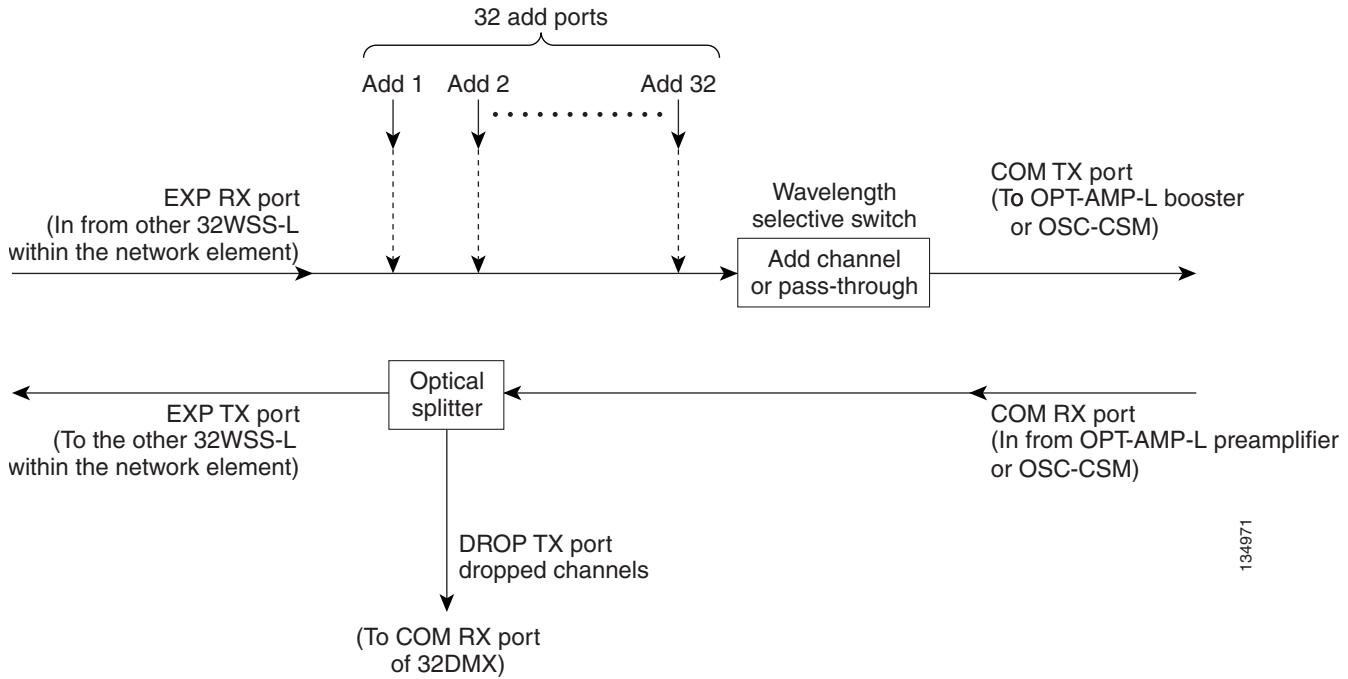 32 add ports
Add 1
Add 2
Add 32
EXP RX port
(In from other 32WSS-L
within the network element)
Wavelength
selective switch
Add channel
or pass-through
COM TX port
(To OPT-AMP-L booster
or OSC-CSM)
Optical
splitter
EXP TX port
(To the other 32WSS-L
within the network element)
COM RX port
(In from OPT-AMP-L preamplifier
or OSC-CSM)
DROP TX port
dropped channels
(To COM RX port
of 32DMX)
134971